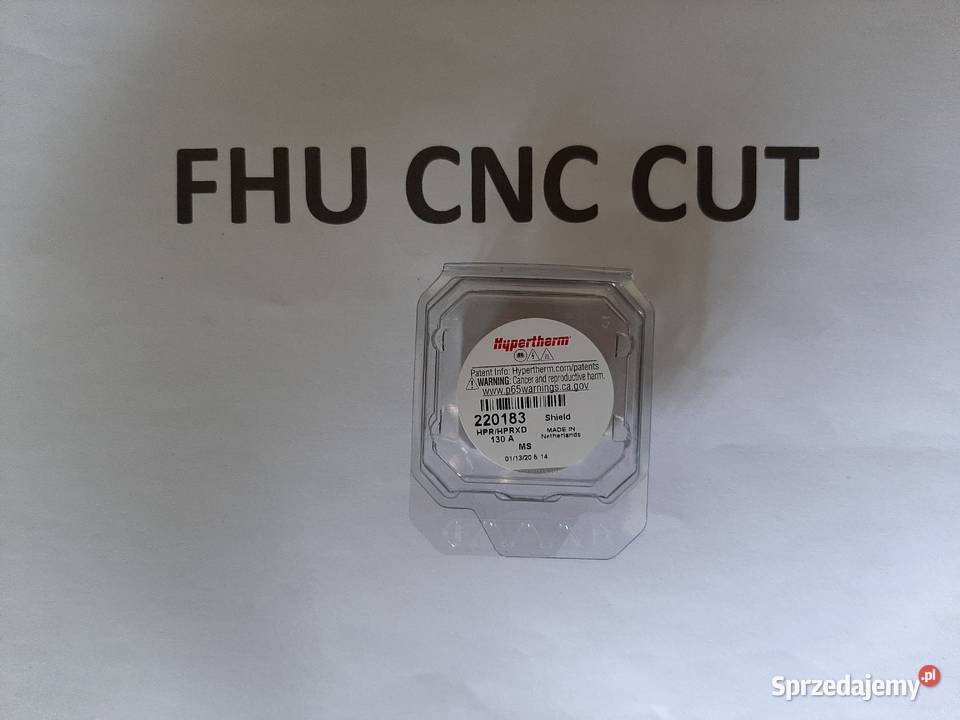 FHU CNC CUT
Hypertherm
Patent Info: Hypertherm.com/patents
WARNING: Cancer and reproductive harm.
www.p65warnings.ca.gov
220183 Shield
HPR/HPRXD MADE IN
130 A Netherlands
MS
01/13/20 & 14
Sprzedajemy.pl